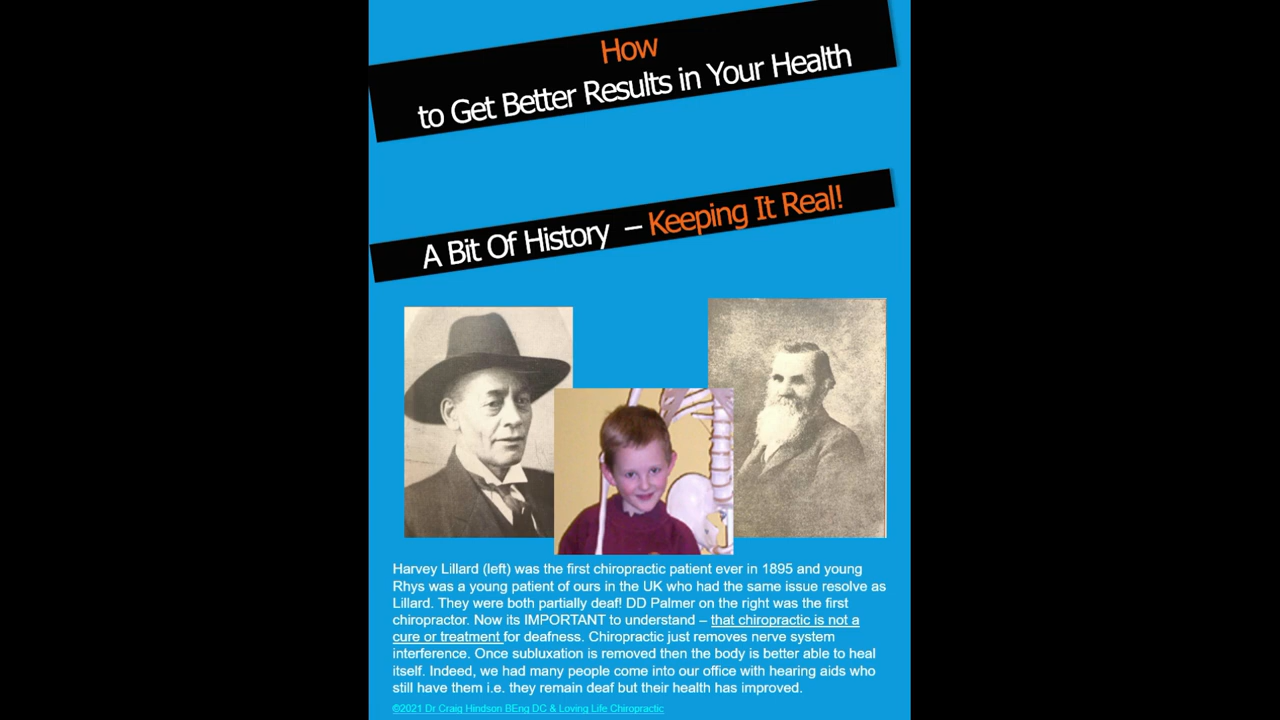 How
to Get Better Results in Your Health
A Bit Of History – Keeping It Real!
Harvey Lillard (left) was the first chiropractic patient ever in 1895 and young
Rhys was a young patient of ours in the UK who had the same issue resolve as
Lillard. They were both partially deaf! DD Palmer on the right was the first
chiropractor. Now its IMPORTANT to understand – that chiropractic is not a
cure or treatment for deafness. Chiropractic just removes nerve system
interference. Once subluxation is removed then the body is better able to heal
itself. Indeed, we had many people come into our office with hearing aids who
still have them i.e. they remain deaf but their health has improved.
©2021 Dr Craig Hindson BEng DC & Loving Life Chiropractic